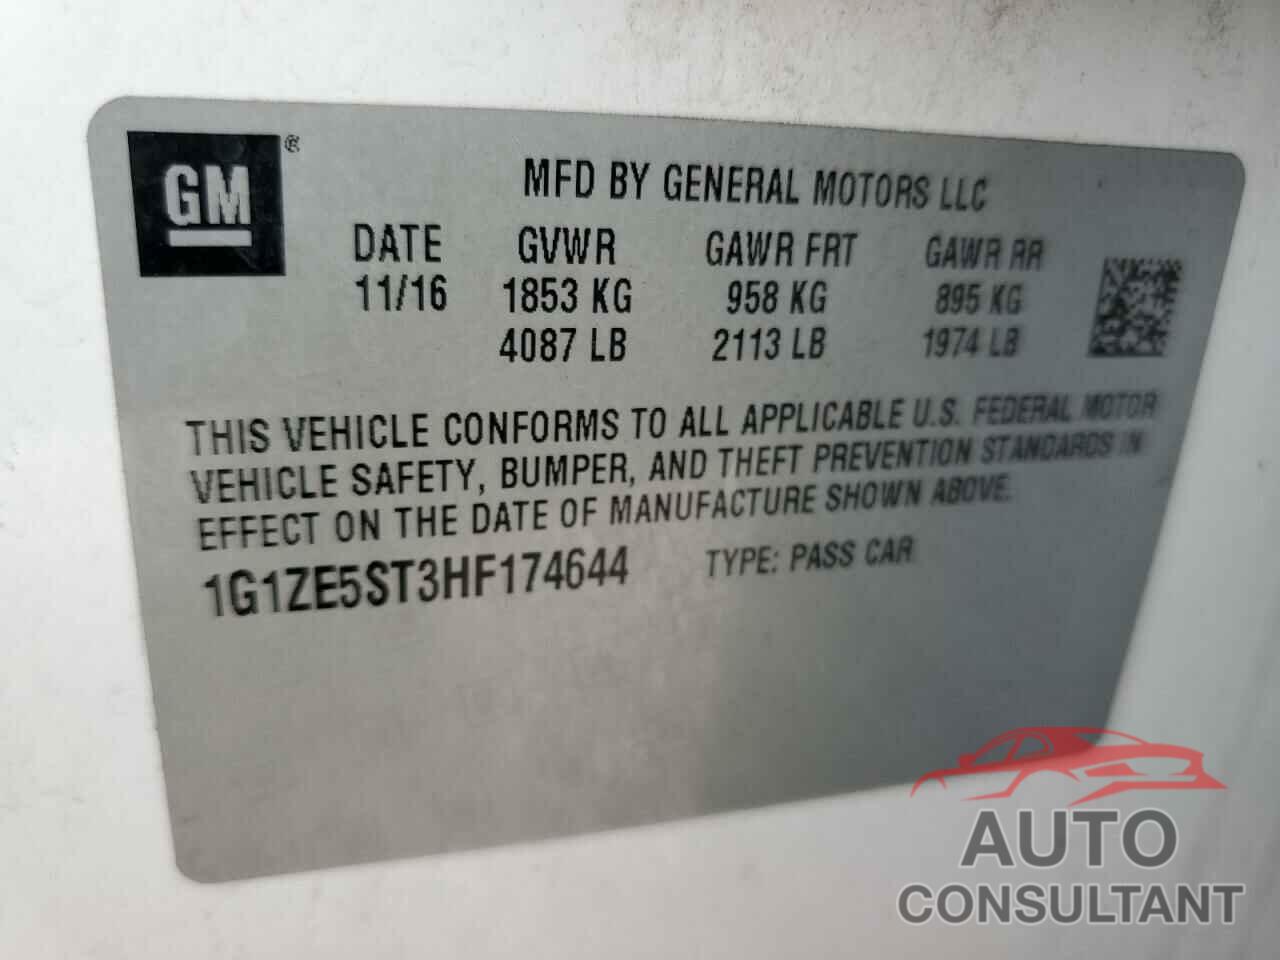 GM ®
MFD BY GENERAL MOTORS LLC
DATE GVWR GAWR FRT GAWR RR
11/16 1853 KG 958 KG 895 KG
4087 LB 2113 LB 1974 LB
THIS VEHICLE CONFORMS TO ALL APPLICABLE U.S. FEDERAL MOTOR
VEHICLE SAFETY, BUMPER, AND THEFT PREVENTION STANDARDS IN
EFFECT ON THE DATE OF MANUFACTURE SHOWN ABOVE.
1G1ZE5ST3HF174644 TYPE: PASS CAR
AUTO
CONSULTANT